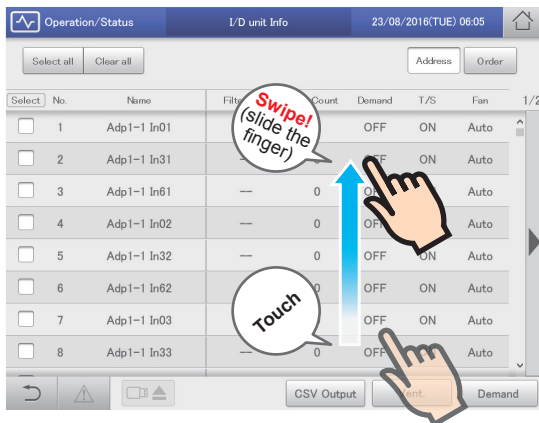 Operation/Status I/D unit Info 23/08/2016(TUE) 06:05
Select all Clear all Address Order
Select No. Name Count Demand T/S Fan 1/2
1 Adp1-1 In01 OFF ON Auto
2 Adp1-1 In31 -- ON Auto
3 Adp1-1 In61 -- 0 Auto
4 Adp1-1 In02 -- 0 Auto
5 Adp1-1 In32 -- 0 OFF ON Auto
6 Adp1-1 In62 OFF ON Auto
7 Adp1-1 In03 OFF ON Auto
8 Adp1-1 In33 0 OFF Auto
Swipe!
(slide the
finger)
Touch
CSV Output Vent. Demand